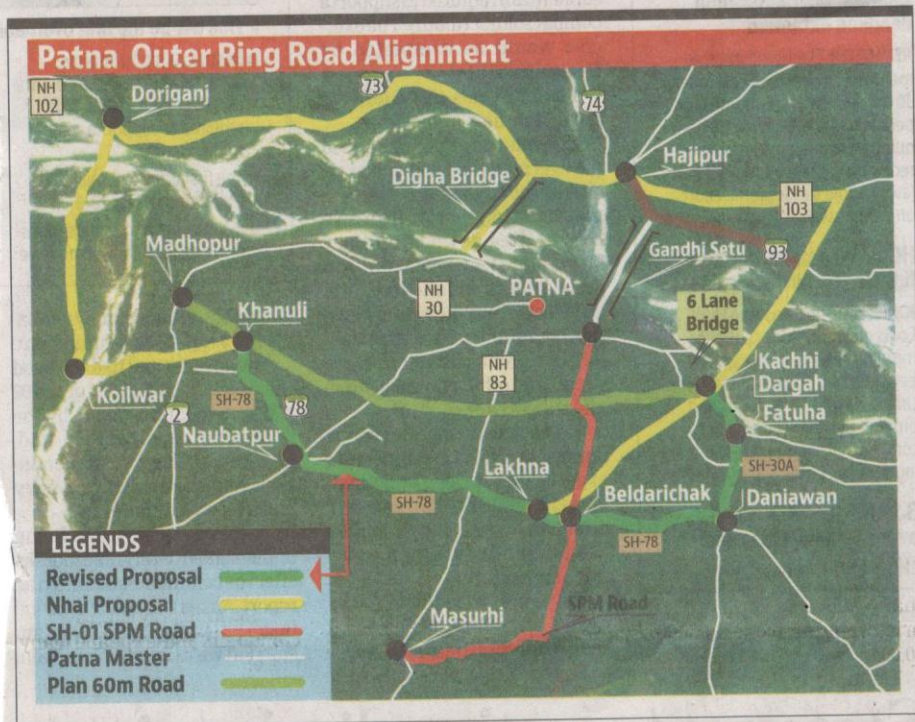 Patna Outer Ring Road Alignment
NH
102
Doriganj
73
74
Hajipur
Digha Bridge
NH
103
Madhopur
Gandhi Setu
93
NH
30
PATNA
6 Lane
Bridge
Khanuli
NH
83
Kachhi
Dargah
Koilwar
SH-78
78
2
Fatuha
Naubatpur
Lakhna
SH-30A
SH-78
Beldarichak
Daniawan
SH-78
LEGENDS
Revised Proposal
Nhai Proposal
SH-01 SPM Road
Patna Master
Plan 60m Road
Masurhi
SPM Road